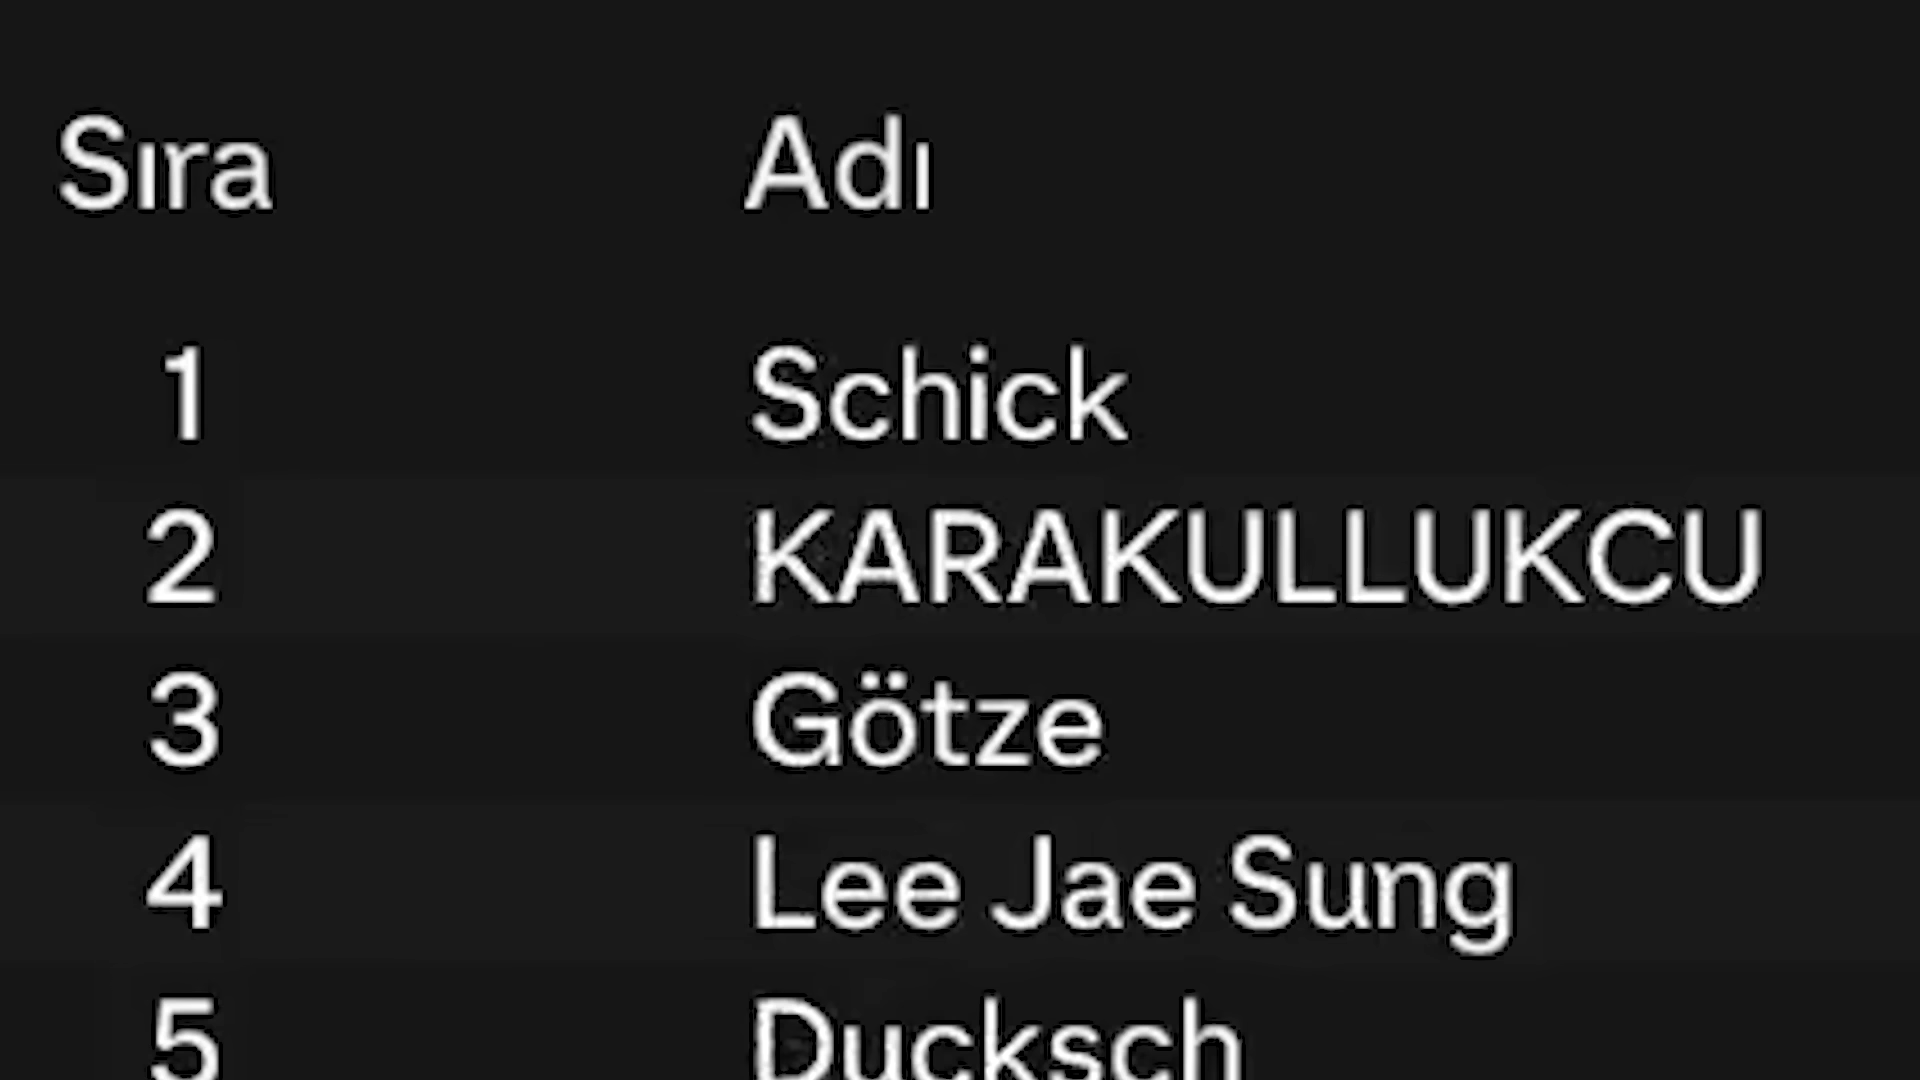 Sıra Adı
1 Schick
2 KARAKULLUKCU
3 Götze
4 Lee Jae Sung
5 Ducksch